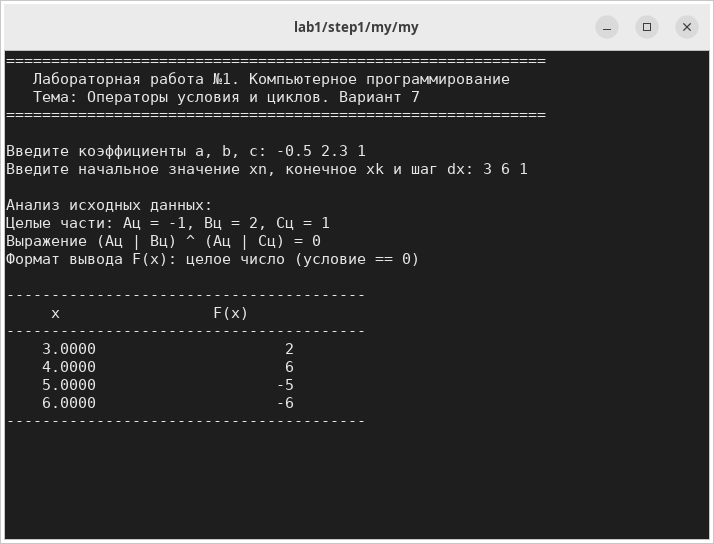 lab1/step1/my/my
============================================================
Лабораторная работа №1. Компьютерное программирование
Тема: Операторы условия и циклов. Вариант 7
============================================================
Введите коэффициенты a, b, c: -0.5 2.3 1
Введите начальное значение xn, конечное xk и шаг dx: 3 6 1
Анализ исходных данных:
Целые части: Ац = -1, Вц = 2, Сц = 1
Выражение (Ац | Вц) ^ (Ац | Сц) = 0
Формат вывода F(x): целое число (условие == 0)
----------------------------------------
x F(x)
----------------------------------------
3.0000 2
4.0000 6
5.0000 -5
6.0000 -6
----------------------------------------